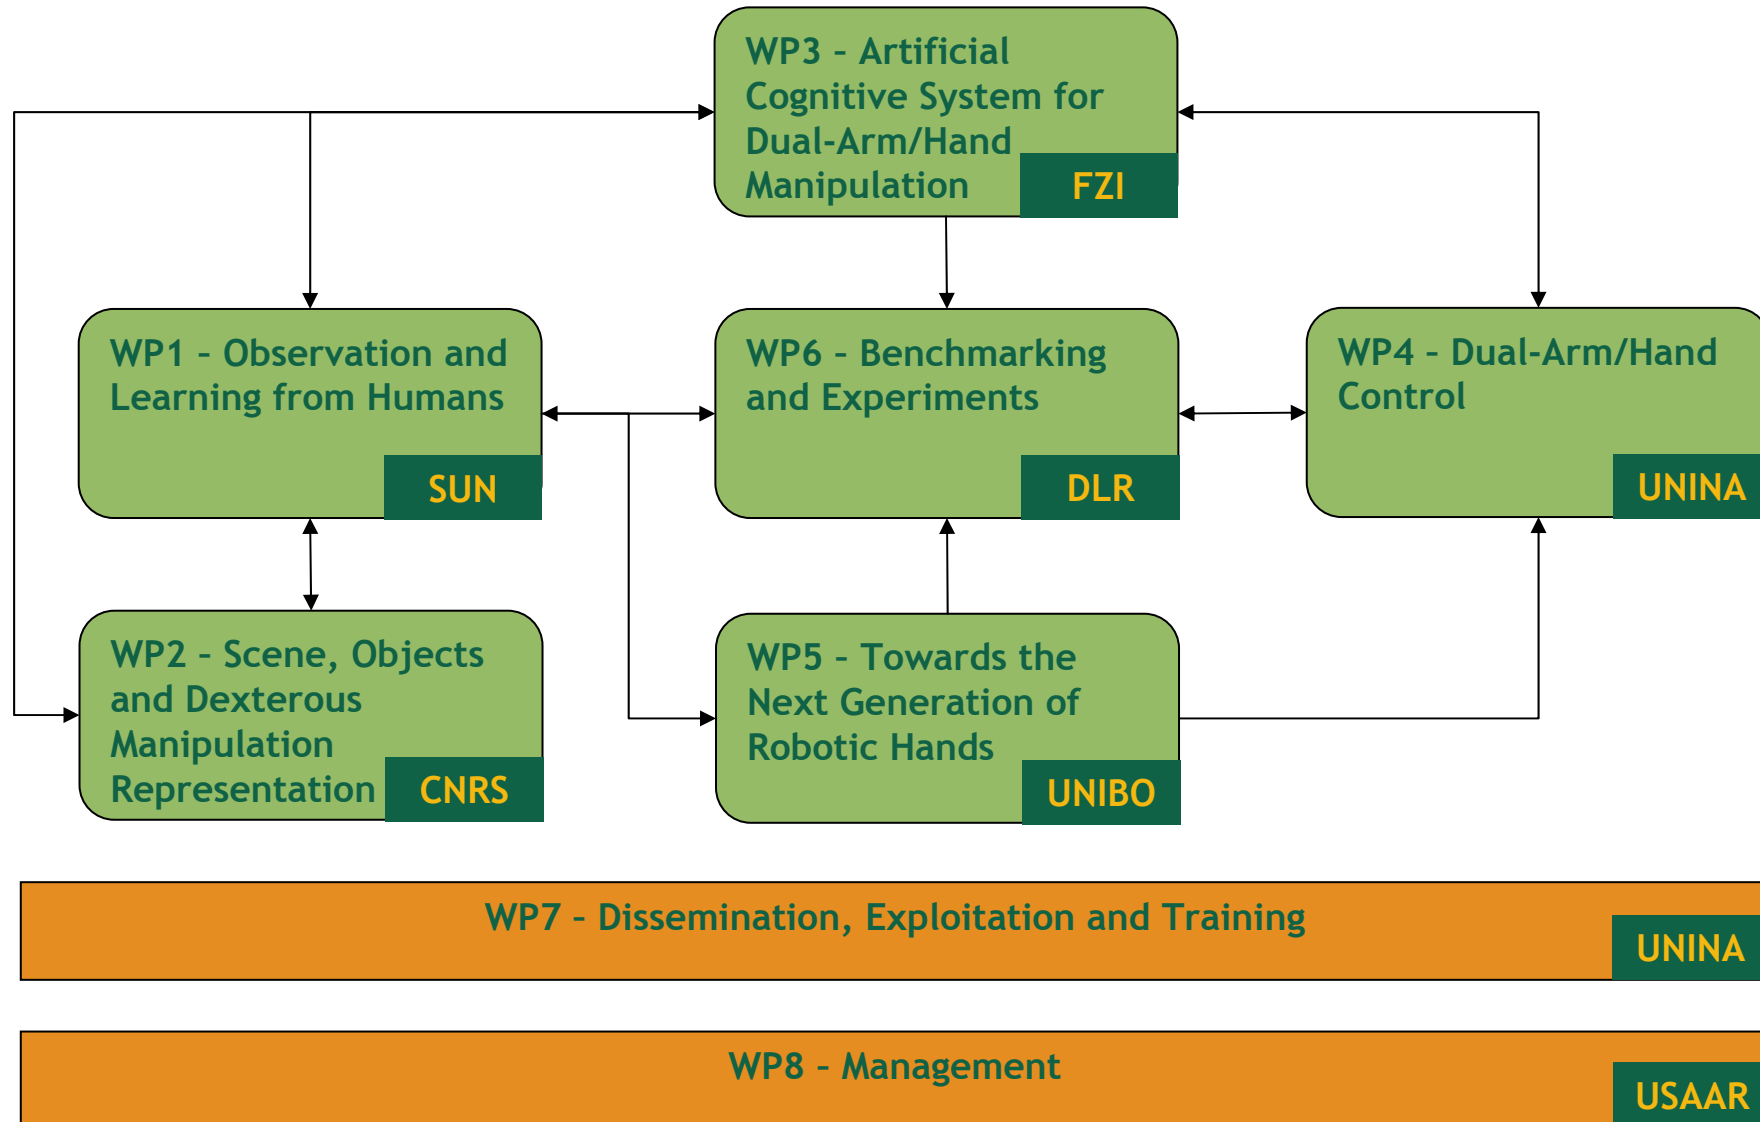 WP3 – Artificial
Cognitive System for
Dual-Arm/Hand
Manipulation
FZI
WP1 – Observation and
Learning from Humans
SUN
WP6 – Benchmarking
and Experiments
DLR
WP4 – Dual-Arm/Hand
Control
UNINA
WP2 – Scene, Objects
and Dexterous
Manipulation
Representation
CNRS
WP5 – Towards the
Next Generation of
Robotic Hands
UNIBO
WP7 – Dissemination, Exploitation and Training
UNINA
WP8 – Management
USAAR